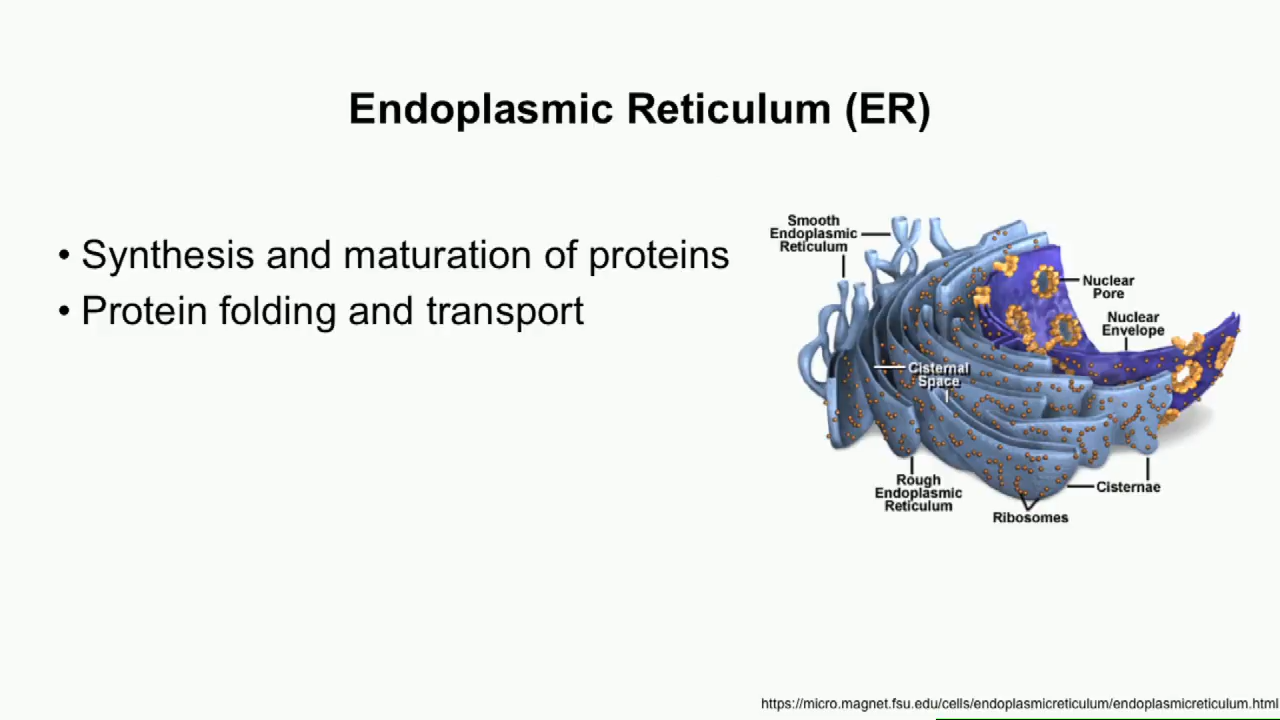 Endoplasmic Reticulum (ER)
• Synthesis and maturation of proteins
• Protein folding and transport
Smooth
Endoplasmic
Reticulum
Nuclear
Pore
Nuclear
Envelope
Cisternal
Space
Rough
Endoplasmic
Reticulum
Cisternae
Ribosomes
https://micro.magnet.fsu.edu/cells/endoplasmicreticulum/endoplasmicreticulum.html